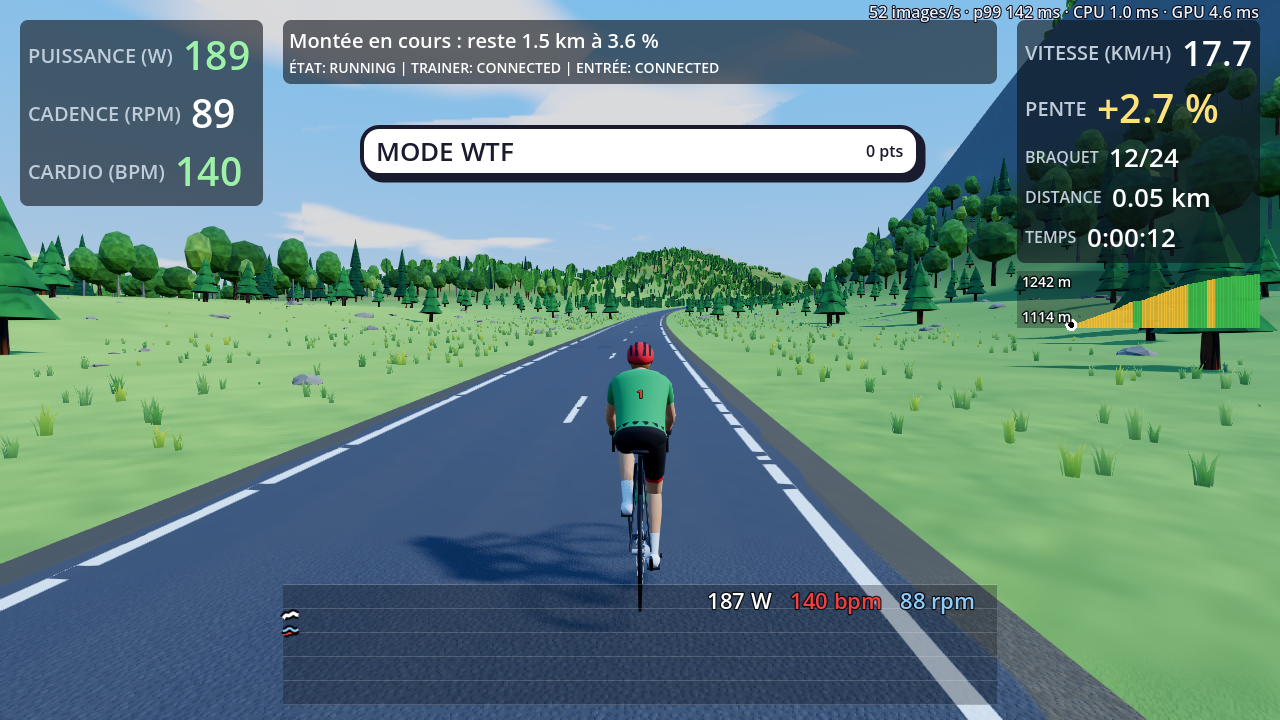 52 images/s · p99 142 ms · CPU 1.0 ms · GPU 4.6 ms
PUISSANCE (W) 189
CADENCE (RPM) 89
CARDIO (BPM) 140
Montée en cours : reste 1.5 km à 3.6 %
ÉTAT: RUNNING | TRAINER: CONNECTED | ENTRÉE: CONNECTED
MODE WTF 0 pts
VITESSE (KM/H) 17.7
PENTE +2.7 %
BRAQUET 12/24
DISTANCE 0.05 km
TEMPS 0:00:12
1242 m
1114 m
1
187 W 140 bpm 88 rpm